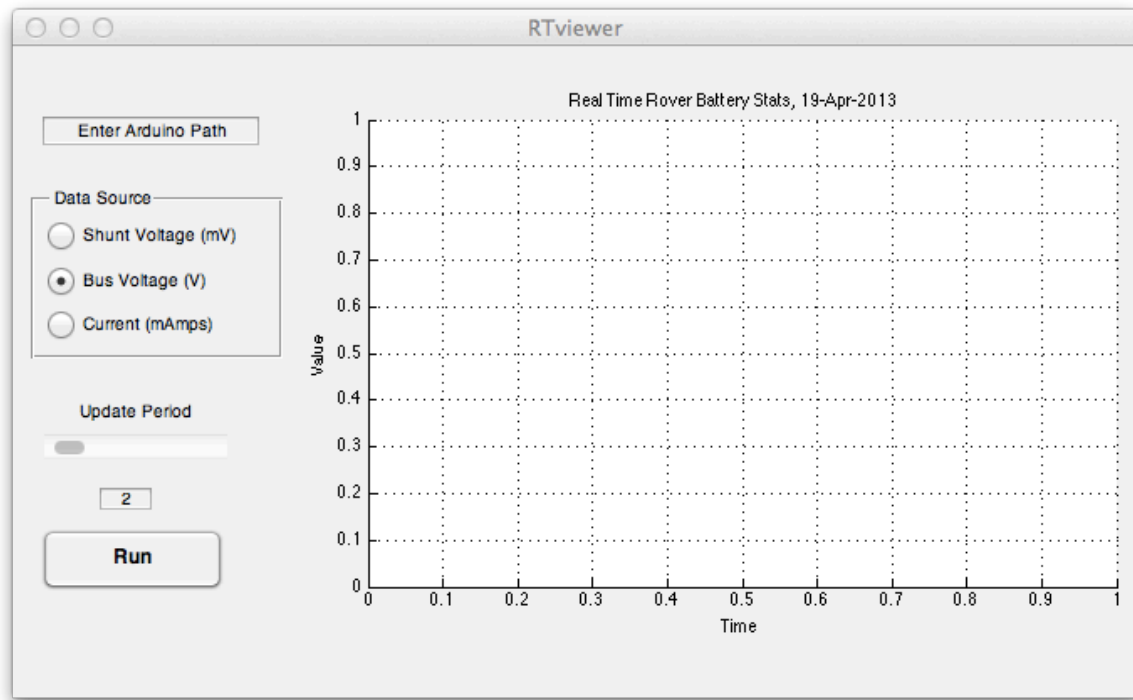 RTviewer
Enter Arduino Path
Data Source
Shunt Voltage (mV)
Bus Voltage (V)
Current (mAmps)
Update Period
2
Run
Real Time Rover Battery Stats, 19-Apr-2013
1
0.9
0.8
0.7
0.6
0.5
0.4
0.3
0.2
0.1
0
Value
0 0.1 0.2 0.3 0.4 0.5 0.6 0.7 0.8 0.9 1
Time